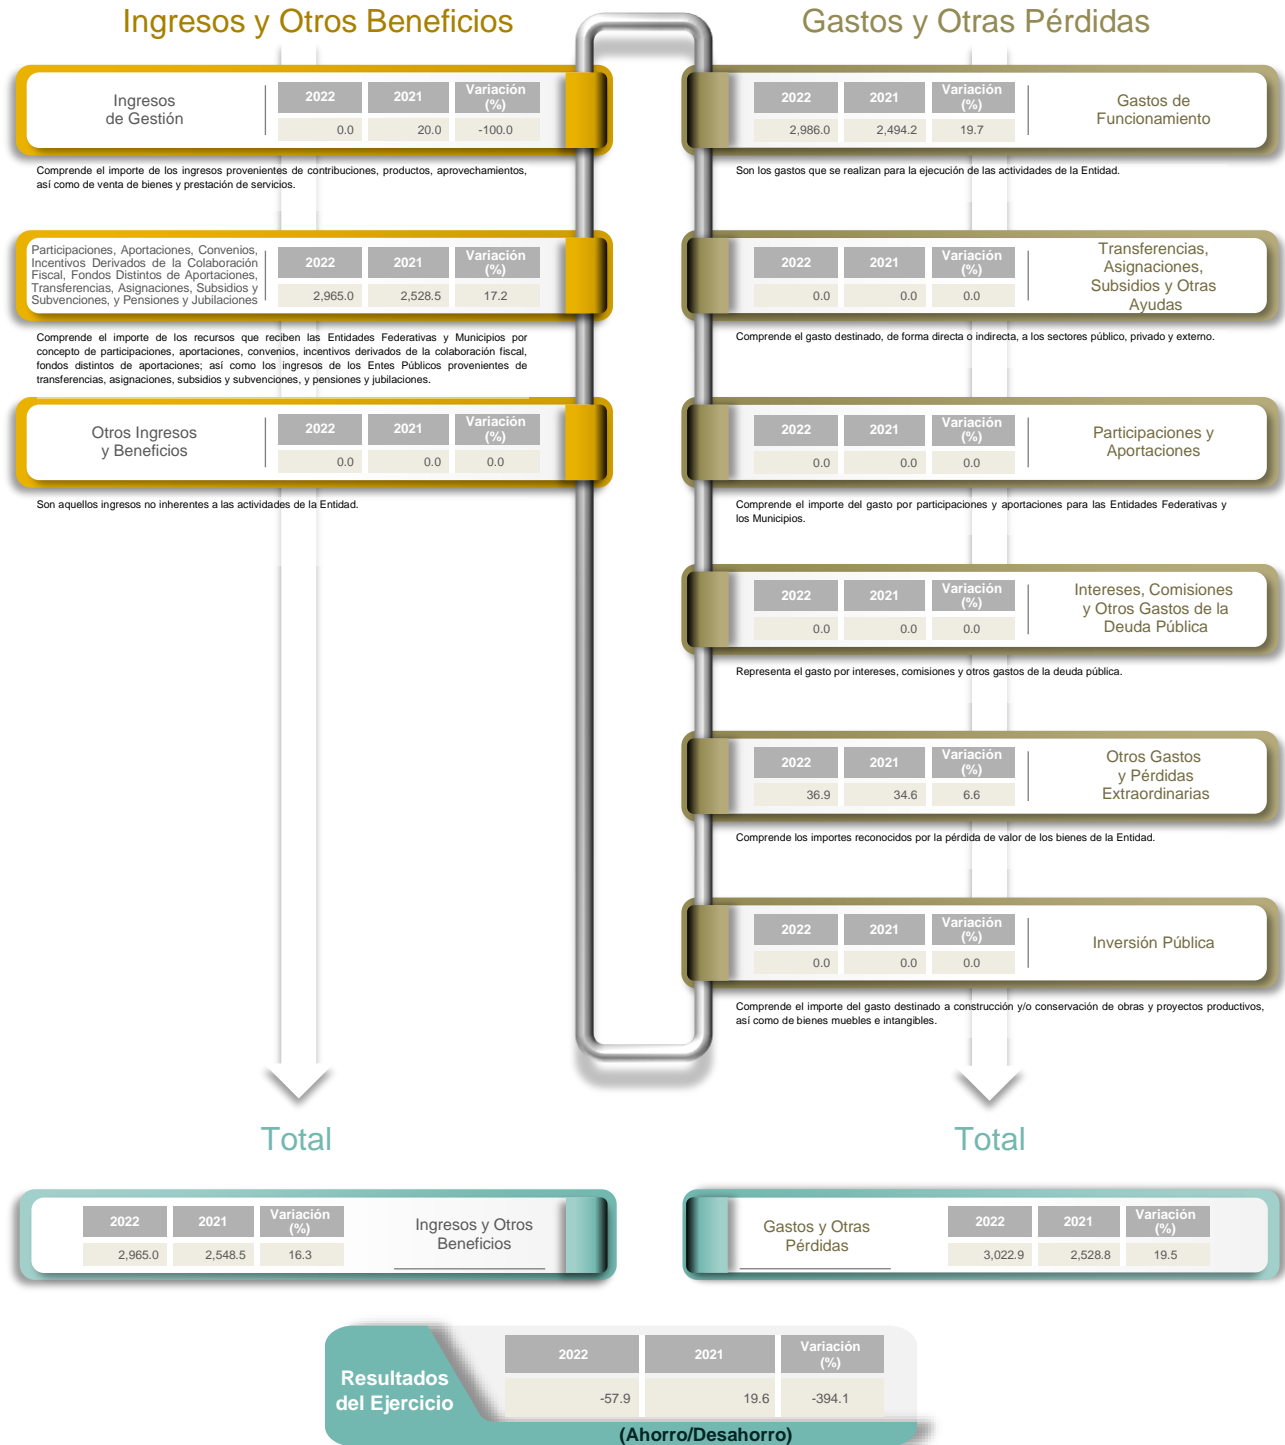 Ingresos y Otros Beneficios
Ingresos
de Gestión
2022 2021 Variación (%)
0.0 20.0 -100.0
Comprende el importe de los ingresos provenientes de contribuciones, productos, aprovechamientos,
así como de venta de bienes y prestación de servicios.
Participaciones, Aportaciones, Convenios,
Incentivos Derivados de la Colaboración
Fiscal, Fondos Distintos de Aportaciones,
Transferencias, Asignaciones, Subsidios y
Subvenciones, y Pensiones y Jubilaciones
2022 2021 Variación (%)
2,965.0 2,528.5 17.2
Comprende el importe de los recursos que reciben las Entidades Federativas y Municipios por
concepto de participaciones, aportaciones, convenios, incentivos derivados de la colaboración fiscal,
fondos distintos de aportaciones; así como los ingresos de los Entes Públicos provenientes de
transferencias, asignaciones, subsidios y subvenciones, y pensiones y jubilaciones.
Otros Ingresos
y Beneficios
2022 2021 Variación (%)
0.0 0.0 0.0
Son aquellos ingresos no inherentes a las actividades de la Entidad.
Gastos y Otras Pérdidas
2022 2021 Variación (%)
2,986.0 2,494.2 19.7
Gastos de
Funcionamiento
Son los gastos que se realizan para la ejecución de las actividades de la Entidad.
2022 2021 Variación (%)
0.0 0.0 0.0
Transferencias,
Asignaciones,
Subsidios y Otras
Ayudas
Comprende el gasto destinado, de forma directa o indirecta, a los sectores público, privado y externo.
2022 2021 Variación (%)
0.0 0.0 0.0
Participaciones y
Aportaciones
Comprende el importe del gasto por participaciones y aportaciones para las Entidades Federativas y
los Municipios.
2022 2021 Variación (%)
0.0 0.0 0.0
Intereses, Comisiones
y Otros Gastos de la
Deuda Pública
Representa el gasto por intereses, comisiones y otros gastos de la deuda pública.
2022 2021 Variación (%)
36.9 34.6 6.6
Otros Gastos
y Pérdidas
Extraordinarias
Comprende los importes reconocidos por la pérdida de valor de los bienes de la Entidad.
2022 2021 Variación (%)
0.0 0.0 0.0
Inversión Pública
Comprende el importe del gasto destinado a construcción y/o conservación de obras y proyectos productivos,
así como de bienes muebles e intangibles.
Total
2022 2021 Variación (%)
2,965.0 2,548.5 16.3
Ingresos y Otros
Beneficios
Total
Gastos y Otras
Pérdidas
2022 2021 Variación (%)
3,022.9 2,528.8 19.5
Resultados
del Ejercicio
2022 2021 Variación (%)
-57.9 19.6 -394.1
(Ahorro/Desahorro)